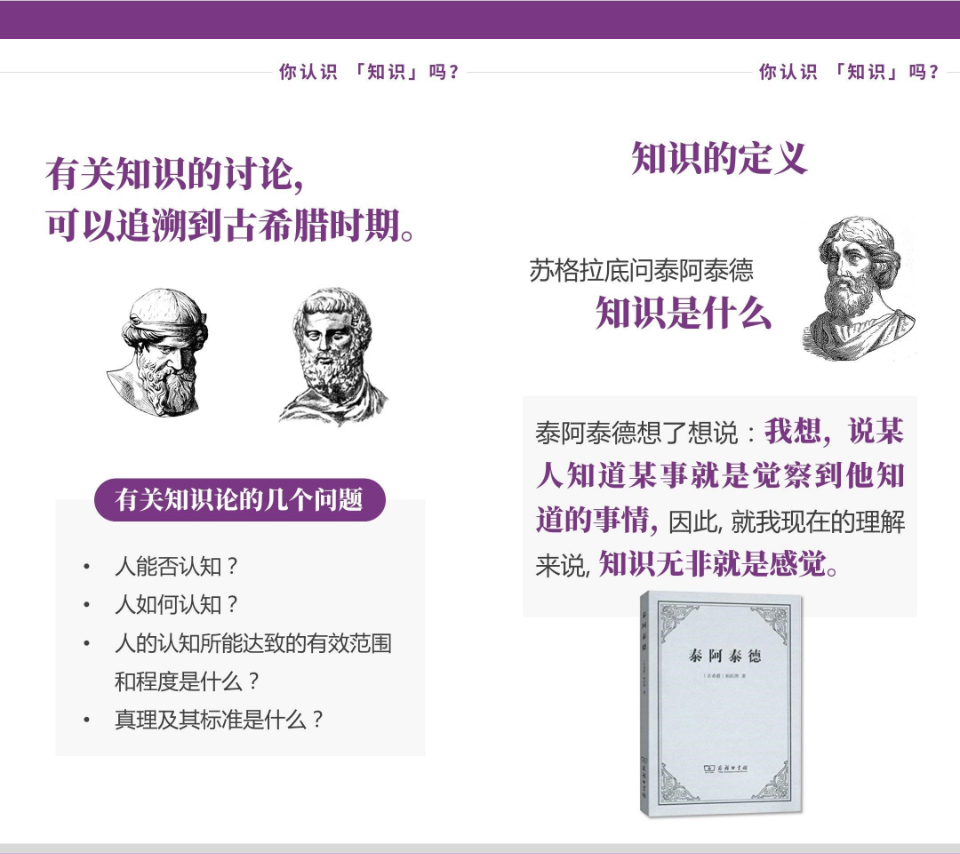 你认识 「知识」吗?
有关知识的讨论,
可以追溯到古希腊时期。
有关知识论的几个问题
• 人能否认知？
• 人如何认知？
• 人的认知所能达致的有效范围
和程度是什么？
• 真理及其标准是什么？
你认识 「知识」吗?
知识的定义
苏格拉底问泰阿泰德
知识是什么
泰阿泰德想了想说：我想，说某
人知道某事就是觉察到他知
道的事情, 因此, 就我现在的理解
来说, 知识无非就是感觉。
泰阿泰德
商务印书馆